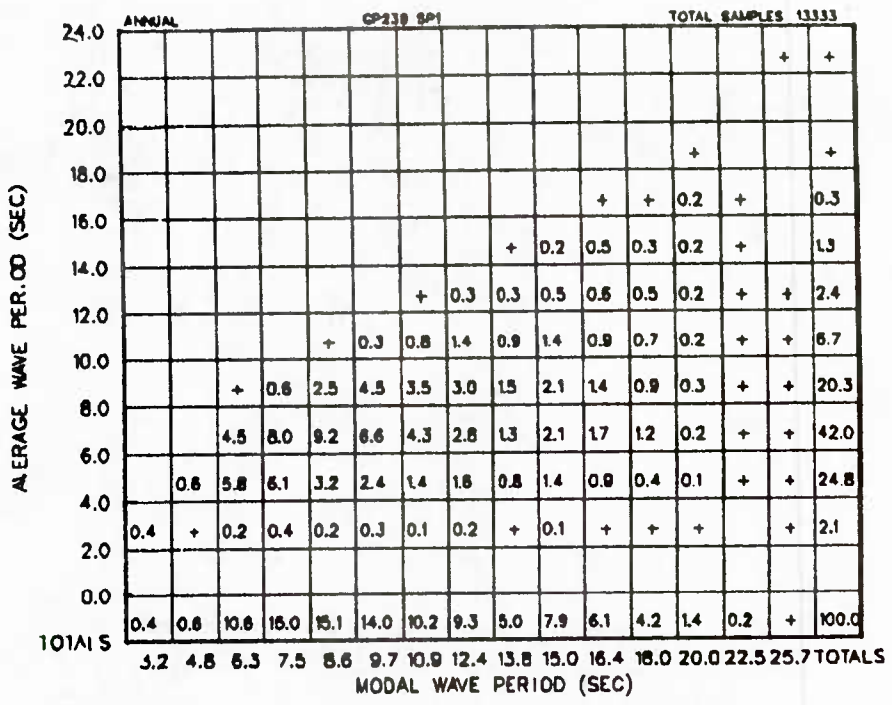 ANNUAL CP239 SP1 TOTAL SAMPLES 13333
24.0
+ +
22.0
20.0
+ +
18.0
+ + 0.2 + 0.3
16.0
+ 0.2 0.5 0.3 0.2 + 1.3
14.0
+ 0.3 0.3 0.5 0.6 0.5 0.2 + + 2.4
12.0
+ 0.3 0.8 1.4 0.9 1.4 0.9 0.7 0.2 + + 6.7
10.0
+ 0.6 2.5 4.5 3.5 3.0 1.5 2.1 1.4 0.9 0.3 + + 20.3
8.0
4.5 8.0 9.2 6.6 4.3 2.8 1.3 2.1 1.7 1.2 0.2 + + 42.0
6.0
0.6 5.8 6.1 3.2 2.4 1.4 1.6 0.8 1.4 0.9 0.4 0.1 + + 24.8
4.0
0.4 + 0.2 0.4 0.2 0.3 0.1 0.2 + 0.1 + + + + 2.1
2.0
0.0
0.4 0.6 10.6 15.0 15.1 14.0 10.2 9.3 5.0 7.9 6.1 4.2 1.4 0.2 + 100.0
TOTALS
3.2 4.8 6.3 7.5 8.6 9.7 10.9 12.4 13.8 15.0 16.4 18.0 20.0 22.5 25.7 TOTALS
MODAL WAVE PERIOD (SEC)
AVERAGE WAVE PERIOD (SEC)